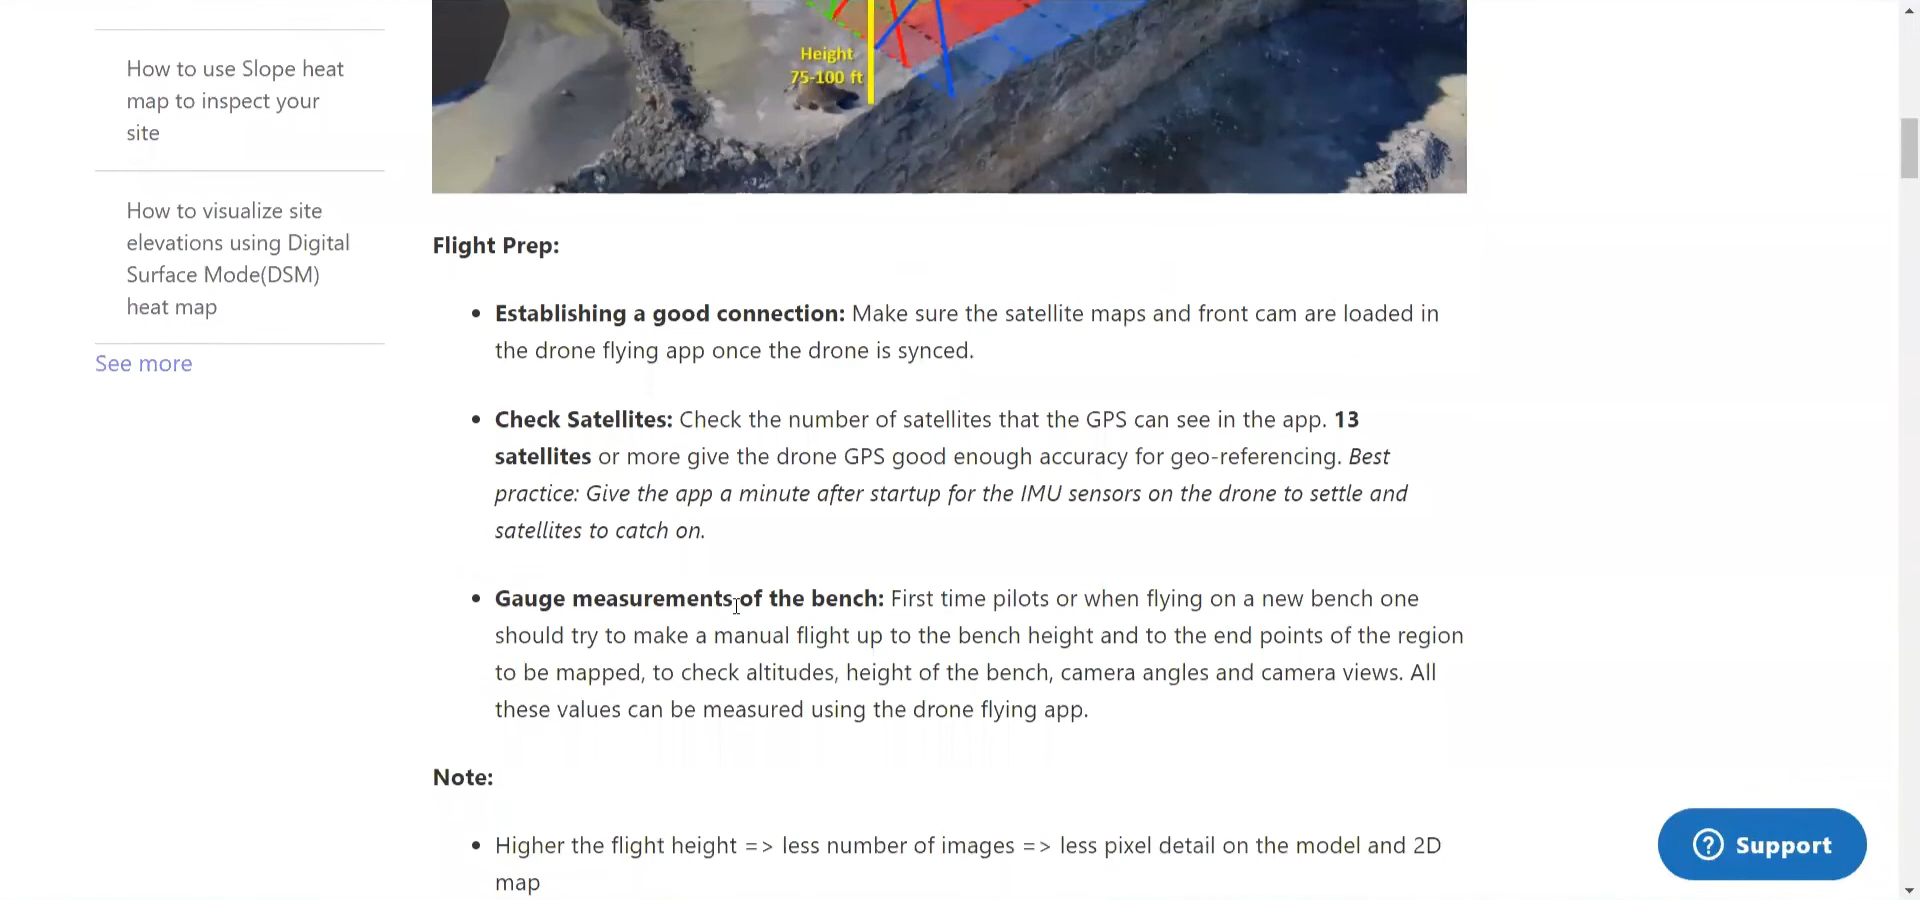 How to use Slope heat
map to inspect your
site
How to visualize site
elevations using Digital
Surface Mode(DSM)
heat map
See more
Height
75-100 ft
Flight Prep:
Establishing a good connection: Make sure the satellite maps and front cam are loaded in
the drone flying app once the drone is synced.
Check Satellites: Check the number of satellites that the GPS can see in the app. 13
satellites or more give the drone GPS good enough accuracy for geo-referencing. Best
practice: Give the app a minute after startup for the IMU sensors on the drone to settle and
satellites to catch on.
Gauge measurements of the bench: First time pilots or when flying on a new bench one
should try to make a manual flight up to the bench height and to the end points of the region
to be mapped, to check altitudes, height of the bench, camera angles and camera views. All
these values can be measured using the drone flying app.
Note:
Higher the flight height => less number of images => less pixel detail on the model and 2D
map
Support